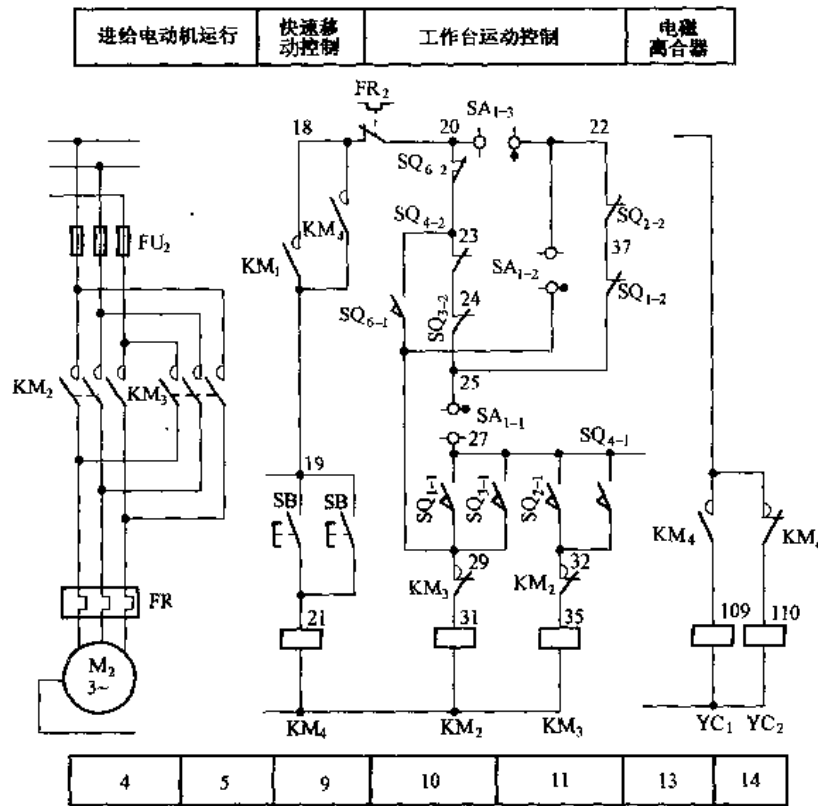 进给电动机运行
快速移动控制
工作台运动控制
电磁离合器
FR2
18
20
SA1-3
22
SQ6-2
KM4
SQ4-2
SQ2-2
FU2
KM1
23
37
SA1-2
SQ6-1
24
SQ3-2
SQ1-2
25
KM2
KM3
SA1-1
27
SQ4-1
19
SB
SB
SQ1-1
SQ3-1
SQ2-1
KM4
KM4
29
32
KM3
KM2
FR
21
31
35
109
110
M2
3~
KM4
KM2
KM3
YC1
YC2
4
5
9
10
11
13
14